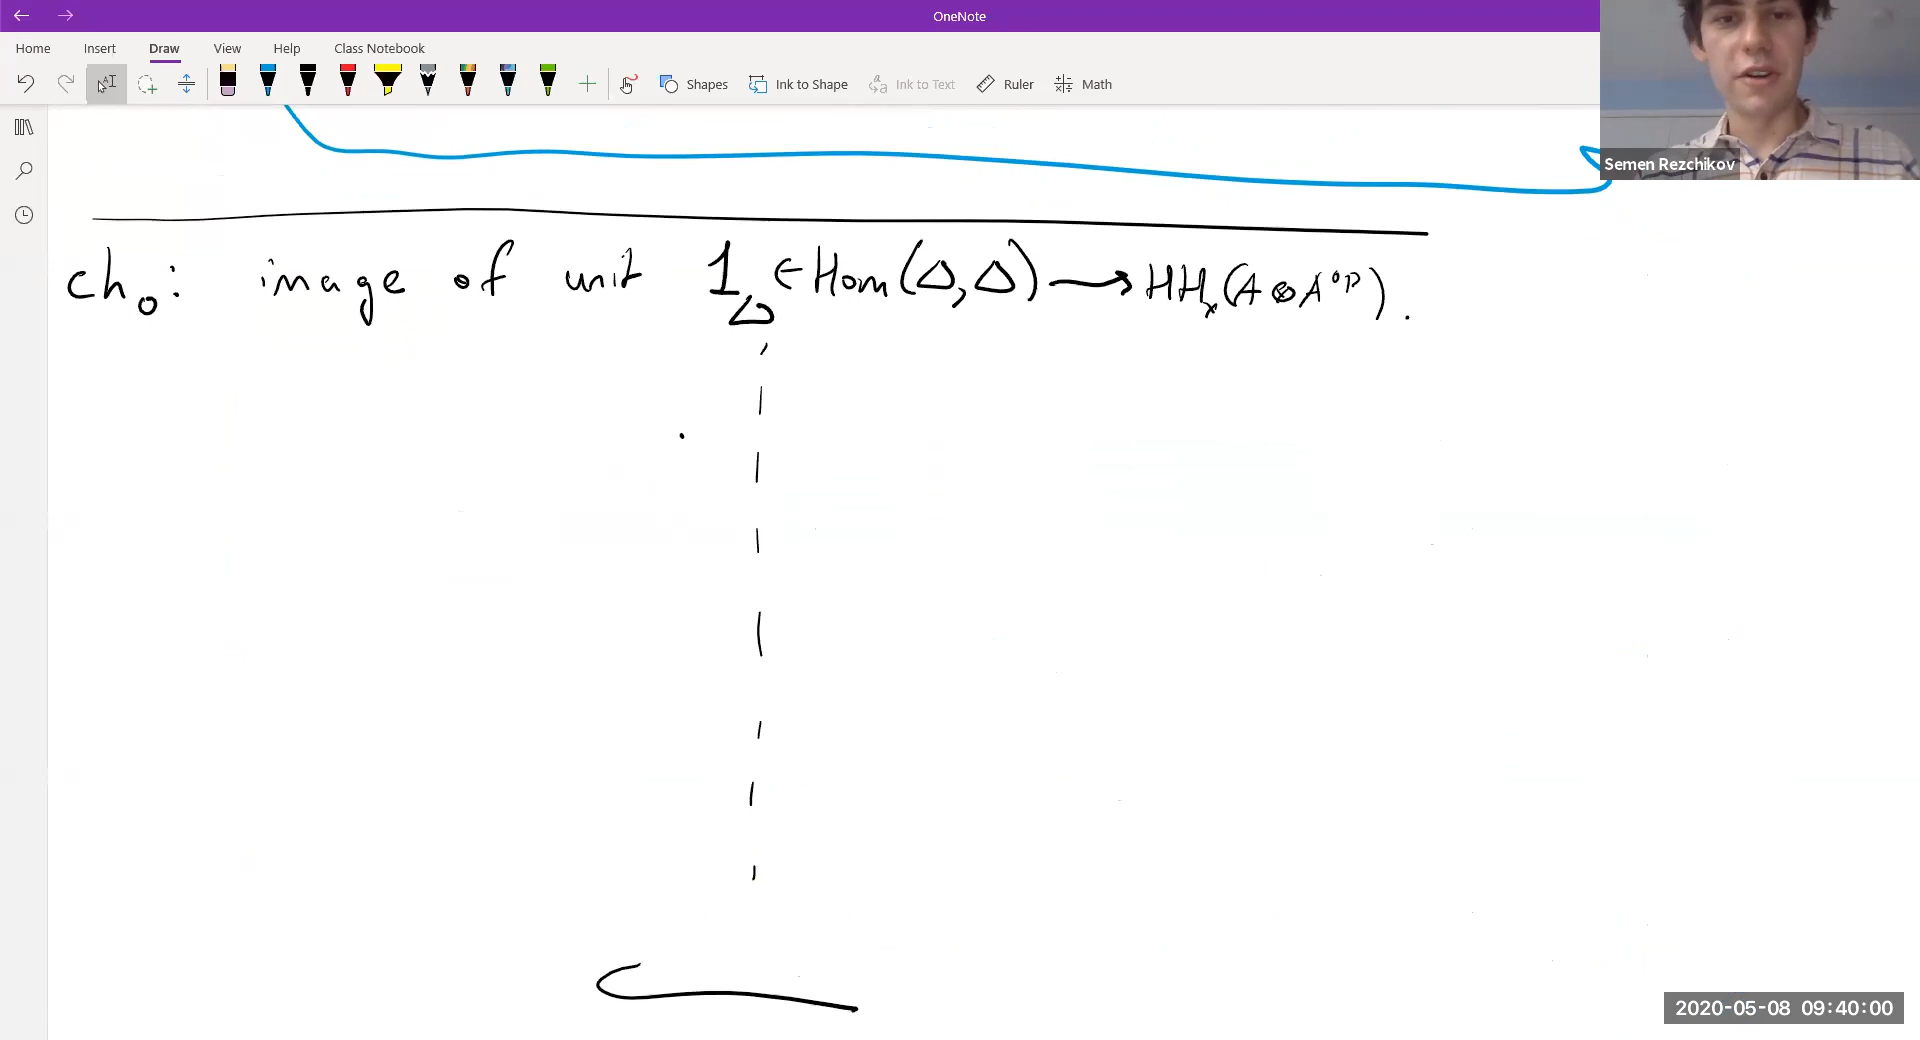 OneNote
Home Insert Draw View Help Class Notebook
Shapes Ink to Shape Ink to Text Ruler Math
Semen Rezchikov
ch₀: image of unit 1_Δ ∈ Hom(Δ, Δ) ⟶ HH_*(A⊗A^op).
2020-05-08 09:40:00